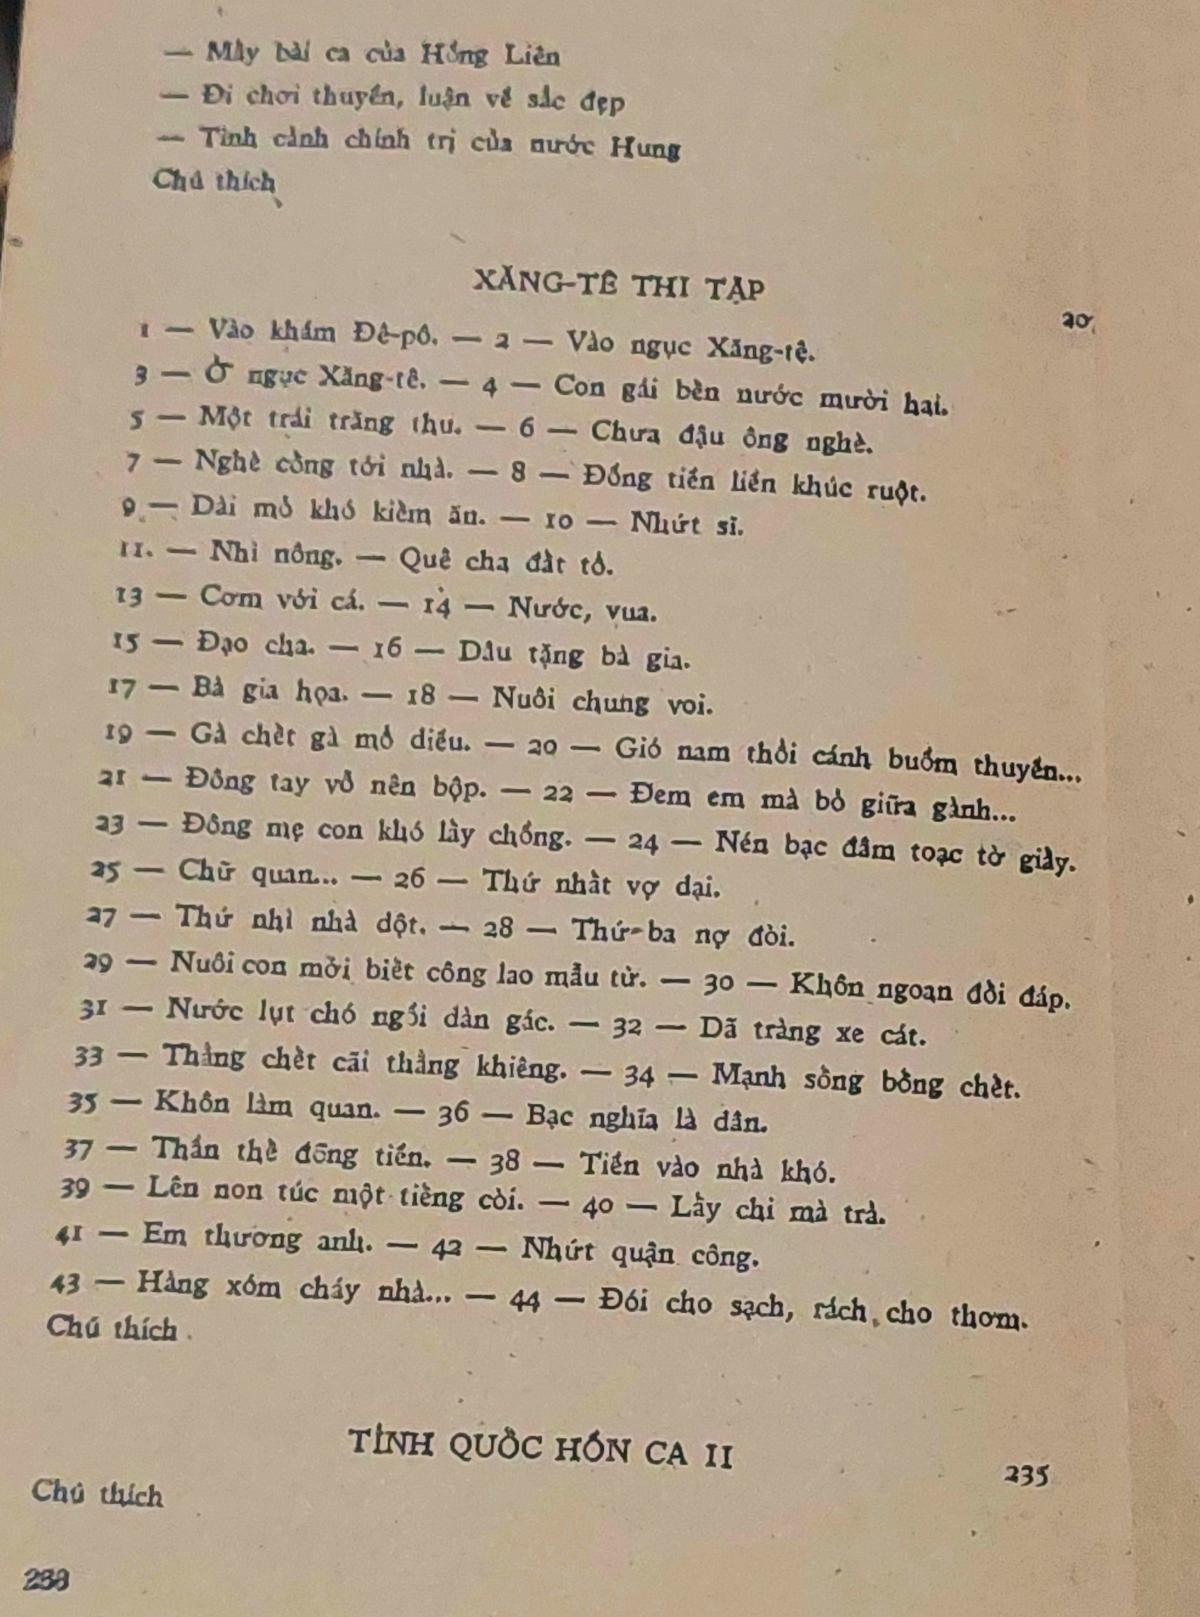 — Mấy bài ca của Hồng Liên
— Đi chơi thuyền, luận về sắc đẹp
— Tình cảnh chính trị của nước Hung
Chú thích
XĂNG-TÊ THI TẬP
20
1 — Vào khám Đê-pô. — 2 — Vào ngục Xăng-tê.
3 — Ở ngục Xăng-tê. — 4 — Con gái bến nước mười hai.
5 — Một trái trăng thu. — 6 — Chưa đậu ông nghè.
7 — Nghè cổng tới nhà. — 8 — Đồng tiền liền khúc ruột.
9 — Dài mỏ khó kiếm ăn. — 10 — Nhứt sĩ.
11. — Nhì nông. — Quê cha đất tổ.
13 — Cơm với cá. — 14 — Nước, vua.
15 — Đạo cha. — 16 — Dâu tặng bà gia.
17 — Bà gia họa. — 18 — Nuôi chung voi.
19 — Gà chết gà mổ diều. — 20 — Gió nam thổi cánh buồm thuyền...
21 — Đông tay vỗ nên bộp. — 22 — Đem em mà bỏ giữa gành...
23 — Đông mẹ con khó lấy chồng. — 24 — Nén bạc đâm toạc tờ giấy.
25 — Chữ quan... — 26 — Thứ nhất vợ dại.
27 — Thứ nhì nhà dột. — 28 — Thứ ba nợ đòi.
29 — Nuôi con mới biết công lao mẫu từ. — 30 — Khôn ngoan đối đáp.
31 — Nước lụt chó ngồi dàn gác. — 32 — Dã tràng xe cát.
33 — Thằng chết cãi thằng khiêng. — 34 — Mạnh sống bổng chết.
35 — Khôn làm quan. — 36 — Bạc nghĩa là dân.
37 — Thần thế đồng tiền. — 38 — Tiền vào nhà khó.
39 — Lên non túc một tiếng còi. — 40 — Lấy chi mà trả.
41 — Em thương anh. — 42 — Nhứt quận công.
43 — Hàng xóm cháy nhà... — 44 — Đói cho sạch, rách cho thơm.
Chú thích
TỈNH QUỐC HỒN CA II
235
Chú thích
238